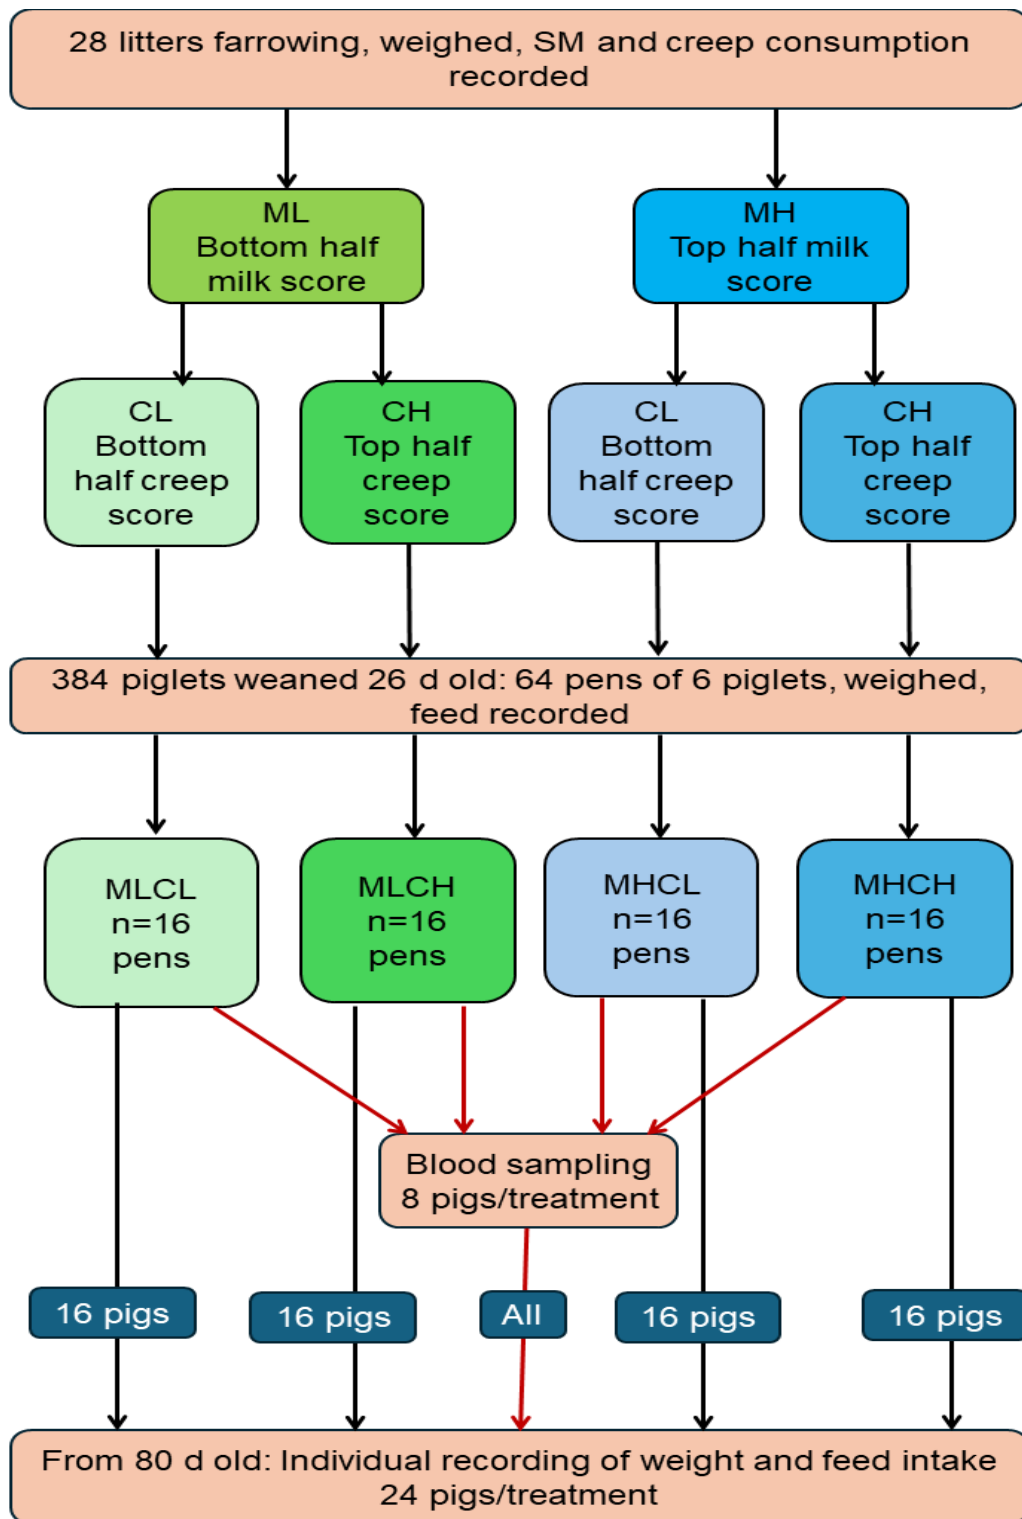 28 litters farrowing, weighed, SM and creep consumption
recorded
ML
Bottom half
milk score
MH
Top half milk
score
CL
Bottom
half creep
score
CH
Top half
creep
score
CL
Bottom
half creep
score
CH
Top half
creep
score
384 piglets weaned 26 d old: 64 pens of 6 piglets, weighed,
feed recorded
MLCL
n=16
pens
MLCH
n=16
pens
MHCL
n=16
pens
MHCH
n=16
pens
Blood sampling
8 pigs/treatment
16 pigs
16 pigs
All
16 pigs
16 pigs
From 80 d old: Individual recording of weight and feed intake
24 pigs/treatment